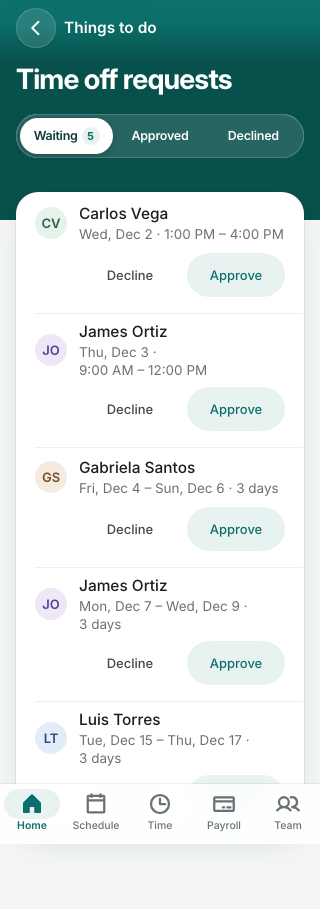 Things to do
Time off requests
Waiting 5
Approved
Declined
CV
Carlos Vega
Wed, Dec 2 · 1:00 PM – 4:00 PM
Decline
Approve
JO
James Ortiz
Thu, Dec 3 ·
9:00 AM – 12:00 PM
Decline
Approve
GS
Gabriela Santos
Fri, Dec 4 – Sun, Dec 6 · 3 days
Decline
Approve
JO
James Ortiz
Mon, Dec 7 – Wed, Dec 9 ·
3 days
Decline
Approve
LT
Luis Torres
Tue, Dec 15 – Thu, Dec 17 ·
3 days
Home
Schedule
Time
Payroll
Team